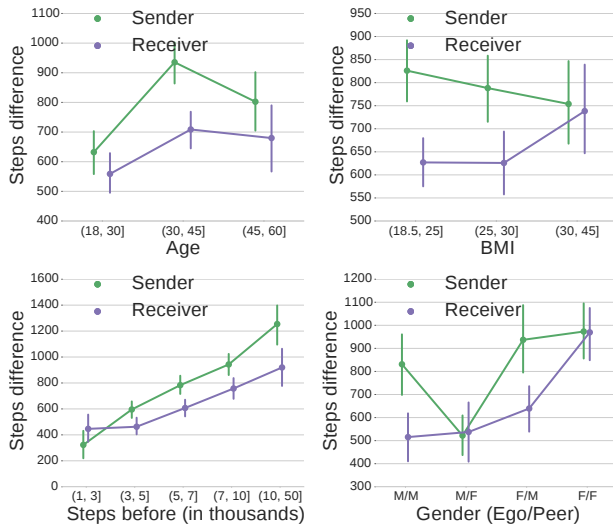 Sender
Receiver
Steps difference
1100
1000
900
800
700
600
500
400
(18, 30]
(30, 45]
(45, 60]
Age
Sender
Receiver
Steps difference
950
900
850
800
750
700
650
600
550
500
(18.5, 25]
(25, 30]
(30, 45]
BMI
Sender
Receiver
Steps difference
1600
1400
1200
1000
800
600
400
200
0
(1, 3]
(3, 5]
(5, 7]
(7, 10]
(10, 50]
Steps before (in thousands)
Sender
Receiver
Steps difference
1200
1100
1000
900
800
700
600
500
400
300
M/M
M/F
F/M
F/F
Gender (Ego/Peer)